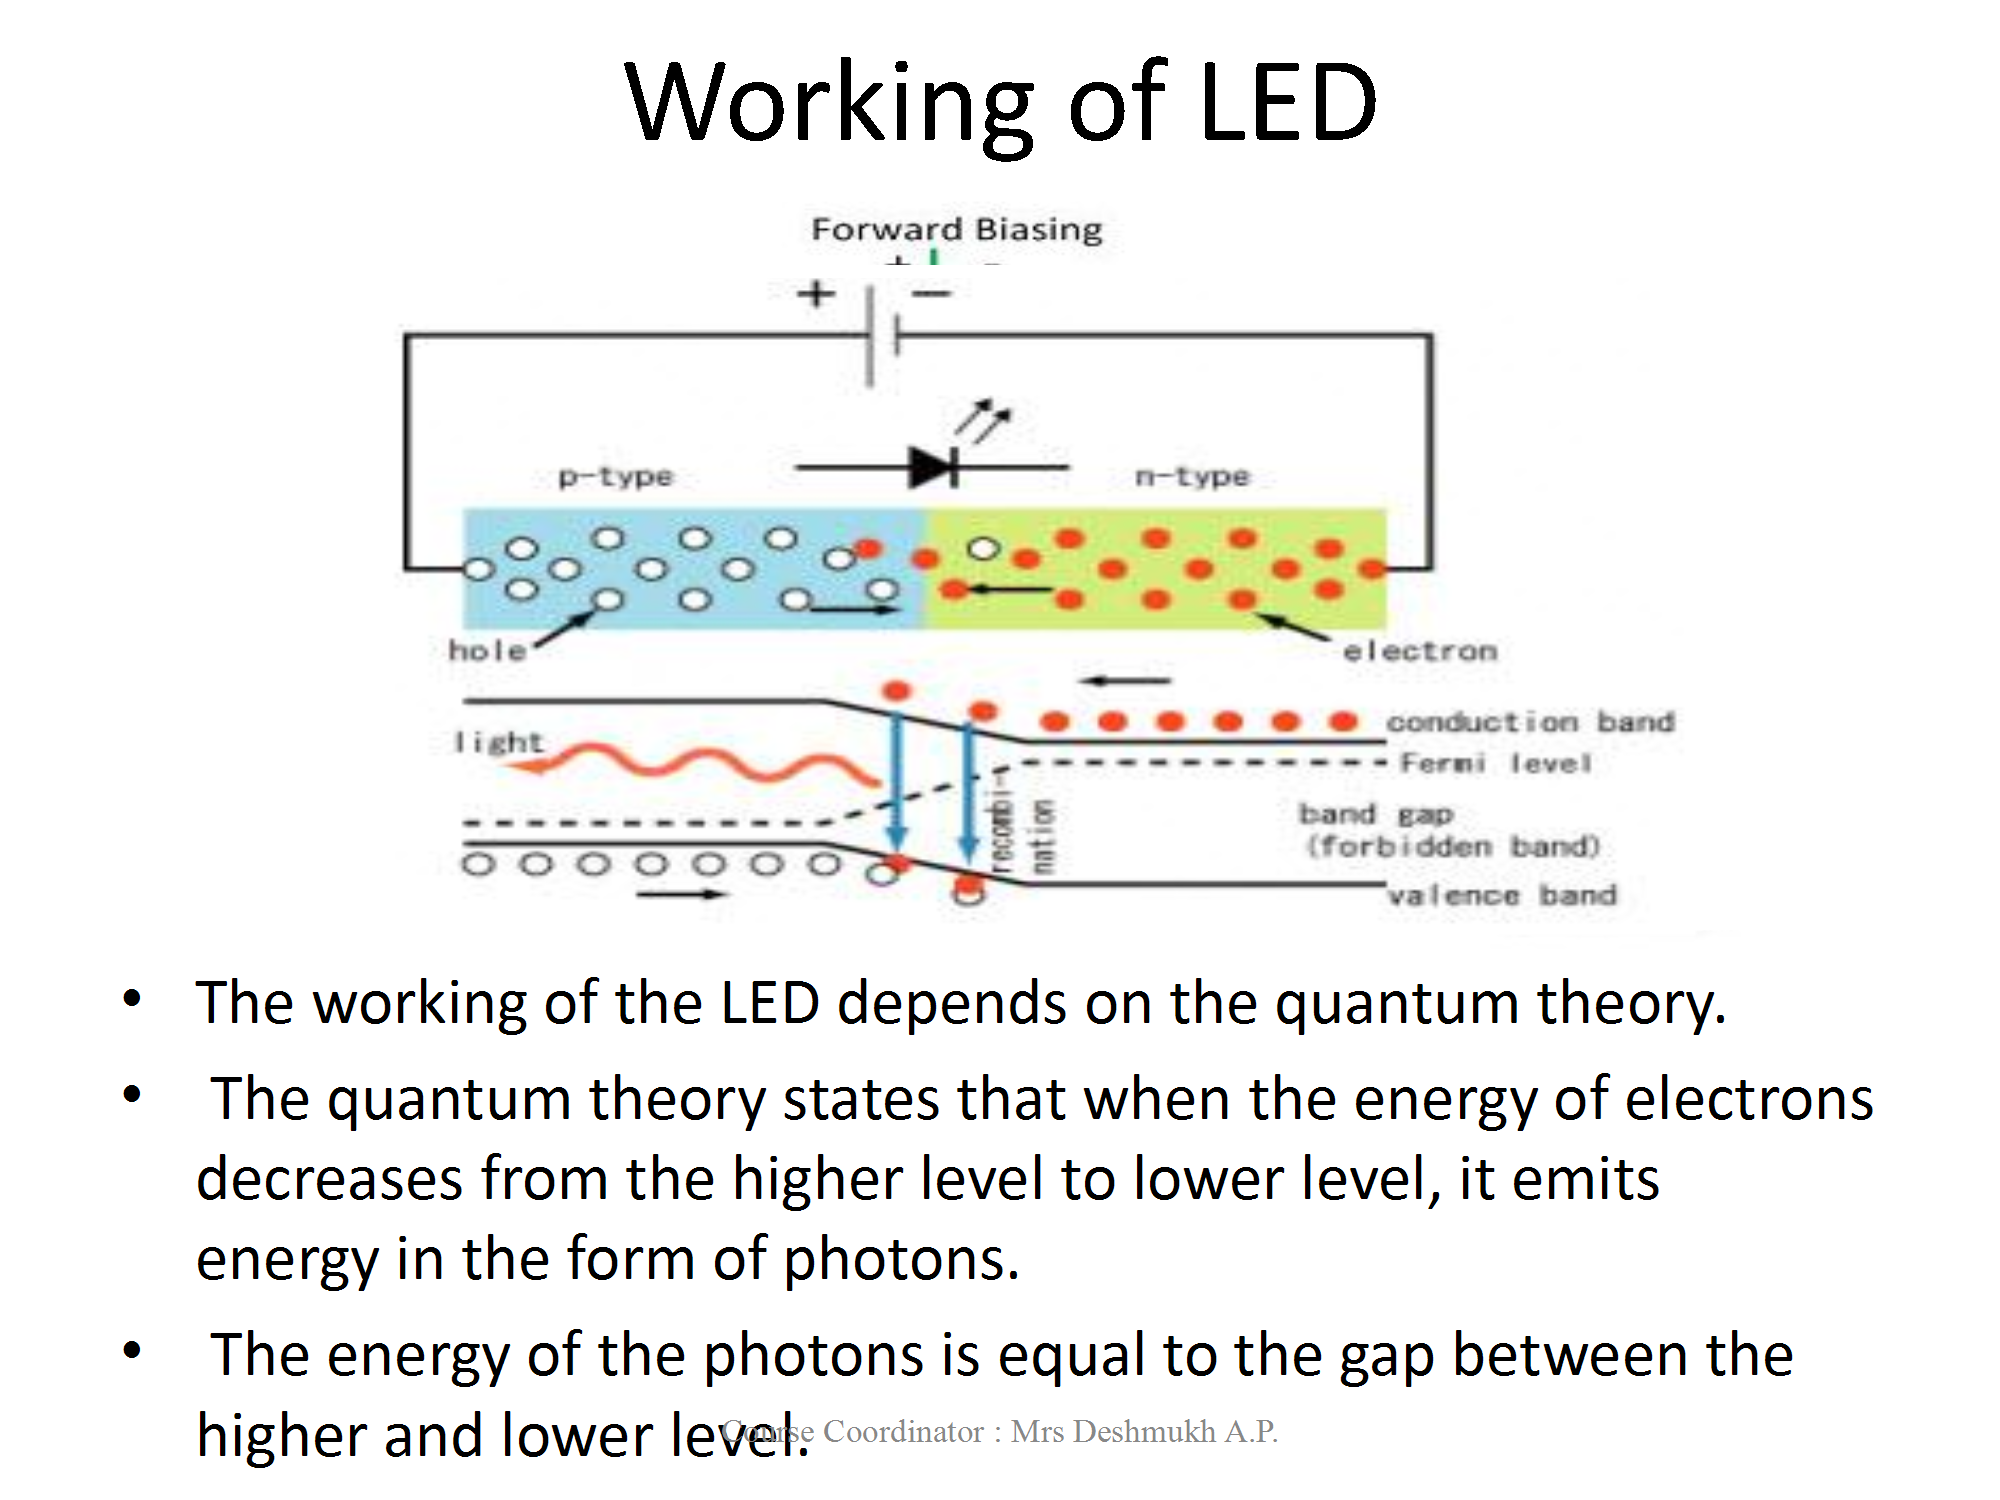 Working of LED
Forward Biasing
+ -
+ —
p-type
n-type
hole
electron
conduction band
light
Fermi level
recombi-
nation
band gap
(forbidden band)
valence band
• The working of the LED depends on the quantum theory.
• The quantum theory states that when the energy of electrons
decreases from the higher level to lower level, it emits
energy in the form of photons.
• The energy of the photons is equal to the gap between the
higher and lower level.
Course Coordinator : Mrs Deshmukh A.P.